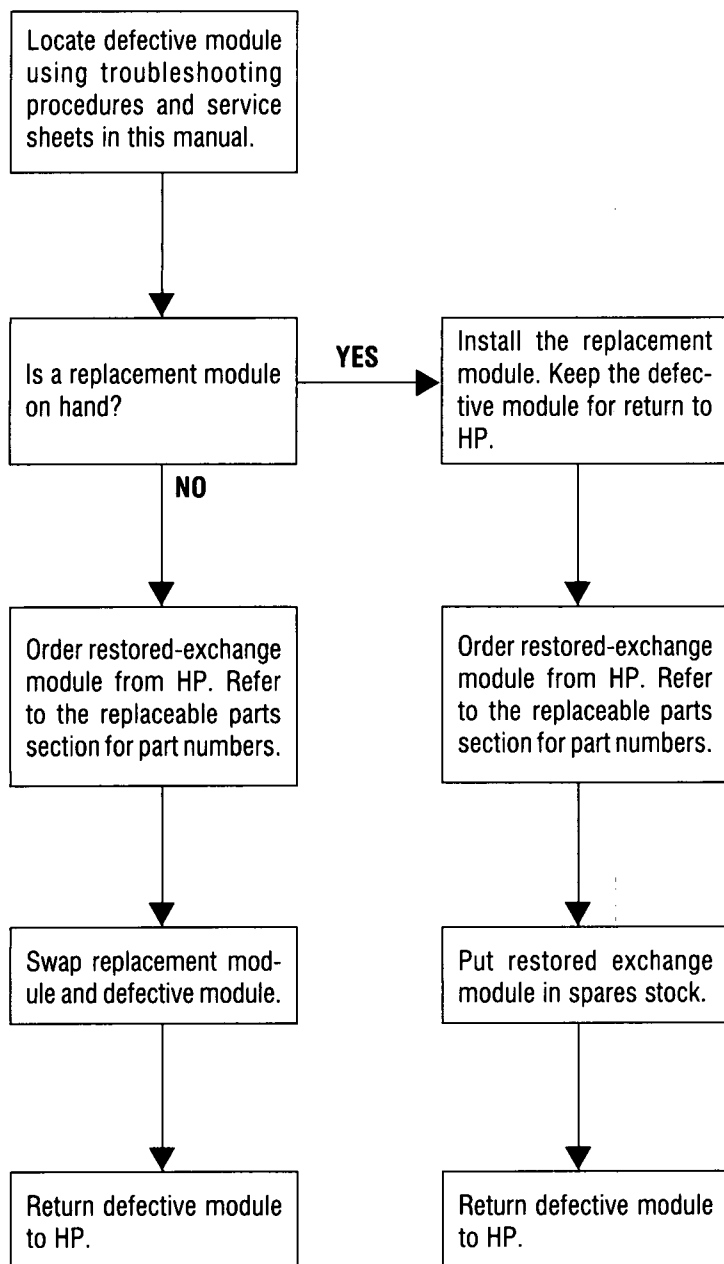 Locate defective module
using troubleshooting
procedures and service
sheets in this manual.
Is a replacement module
on hand?
YES
Install the replacement
module. Keep the defec-
tive module for return to
HP.
NO
Order restored-exchange
module from HP. Refer
to the replaceable parts
section for part numbers.
Order restored-exchange
module from HP. Refer
to the replaceable parts
section for part numbers.
Swap replacement mod-
ule and defective module.
Put restored exchange
module in spares stock.
Return defective module
to HP.
Return defective module
to HP.